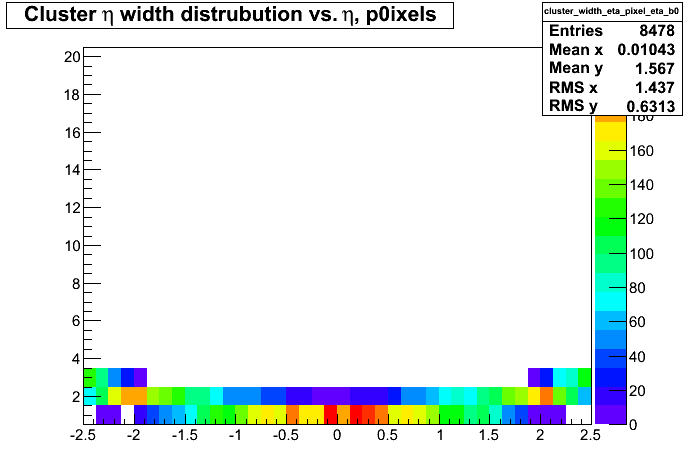 Cluster η width distrubution vs. η, p0ixels
cluster_width_eta_pixel_eta_b0
Entries 8478
Mean x 0.01043
Mean y 1.567
RMS x 1.437
RMS y 0.6313
20
18
16
14
12
10
8
6
4
2
-2.5 -2 -1.5 -1 -0.5 0 0.5 1 1.5 2 2.5
180
160
140
120
100
80
60
40
20
0